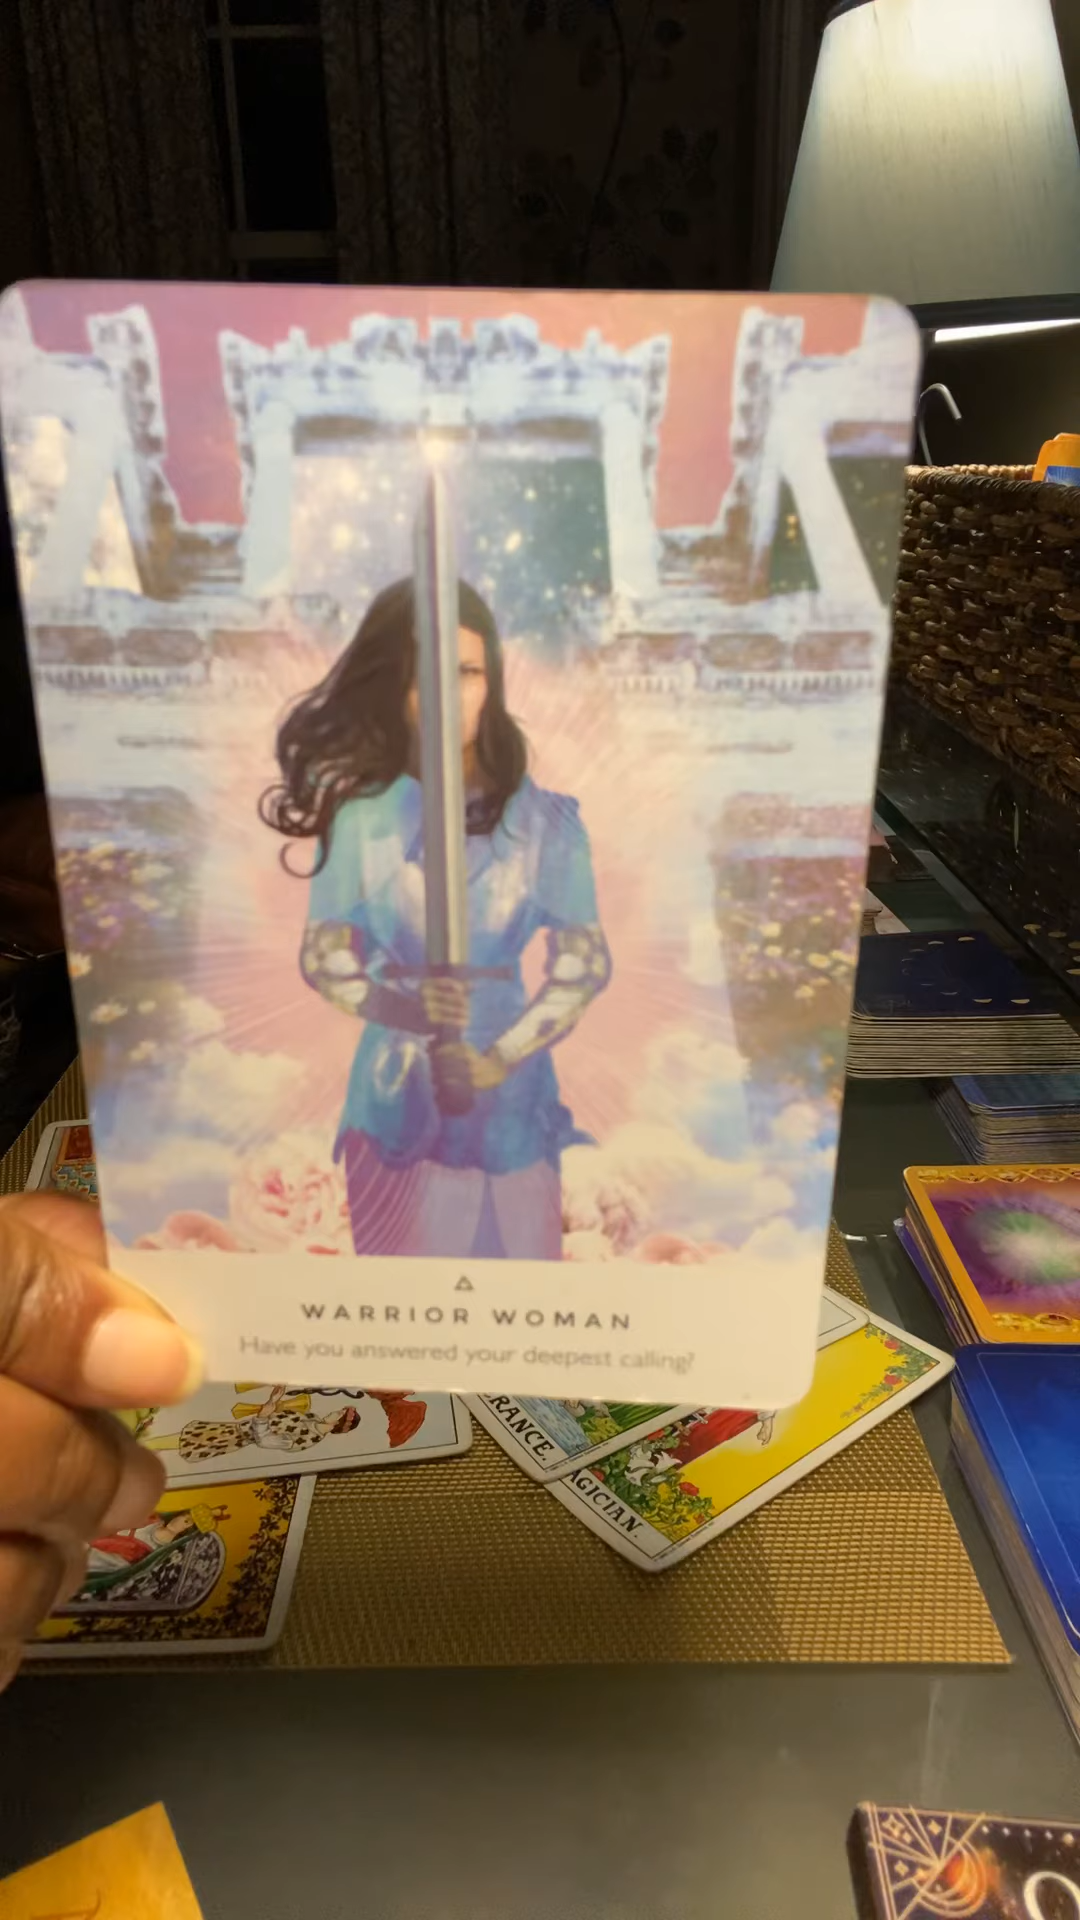 WARRIOR WOMAN
Have you answered your deepest calling?
RANCE.
AGICIAN.